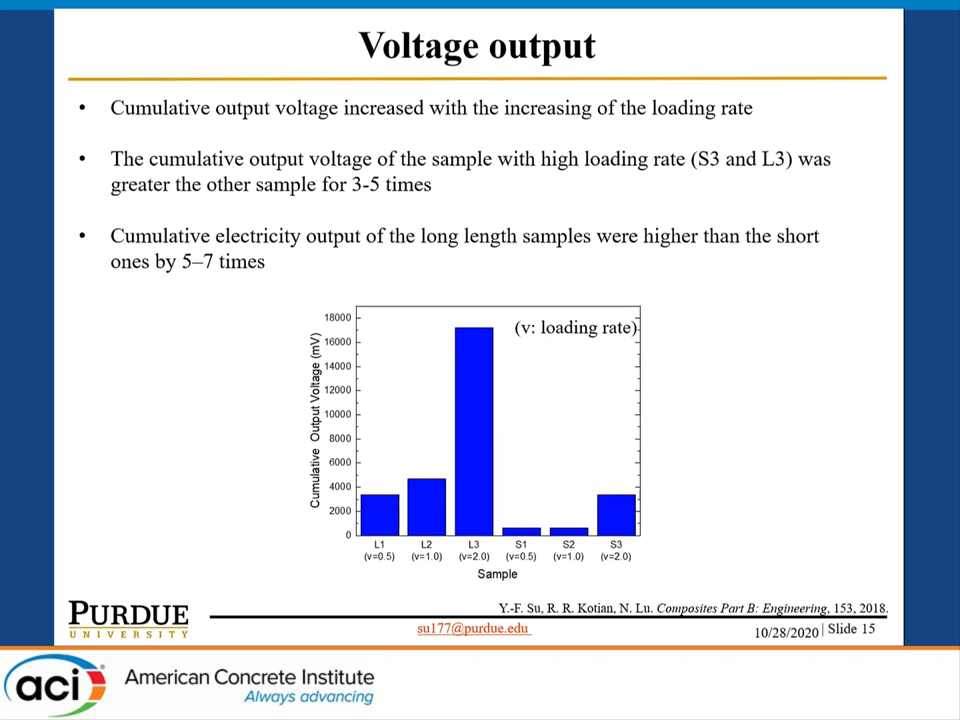 Voltage output
• Cumulative output voltage increased with the increasing of the loading rate
• The cumulative output voltage of the sample with high loading rate (S3 and L3) was
greater the other sample for 3-5 times
• Cumulative electricity output of the long length samples were higher than the short
ones by 5–7 times
(v: loading rate)
Cumulative Output Voltage (mV)
18000
16000
14000
12000
10000
8000
6000
4000
2000
0
L1 L2 L3 S1 S2 S3
(v=0.5) (v=1.0) (v=2.0) (v=0.5) (v=1.0) (v=2.0)
Sample
Y.-F. Su, R. R. Kotian, N. Lu. Composites Part B: Engineering, 153, 2018.
PURDUE
UNIVERSITY
su177@purdue.edu
10/28/2020 | Slide 15
aci
American Concrete Institute
Always advancing